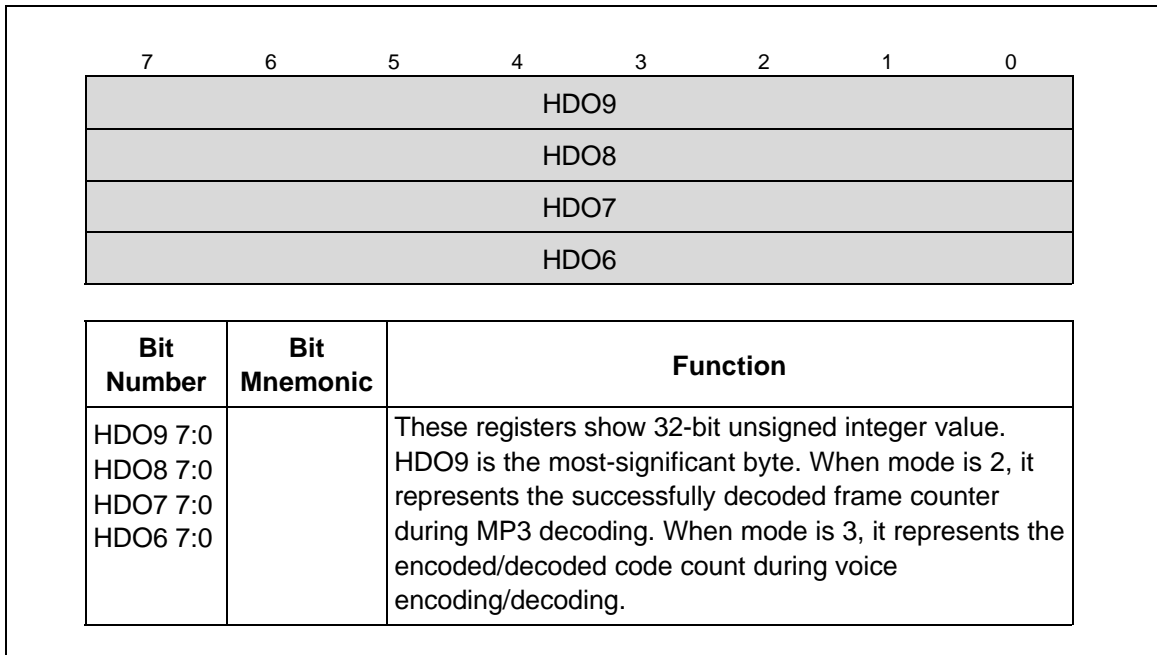 7 6 5 4 3 2 1 0
HDO9
HDO8
HDO7
HDO6
Bit Number Bit Mnemonic Function
HDO9 7:0
HDO8 7:0
HDO7 7:0
HDO6 7:0
These registers show 32-bit unsigned integer value.
HDO9 is the most-significant byte. When mode is 2, it
represents the successfully decoded frame counter
during MP3 decoding. When mode is 3, it represents the
encoded/decoded code count during voice
encoding/decoding.